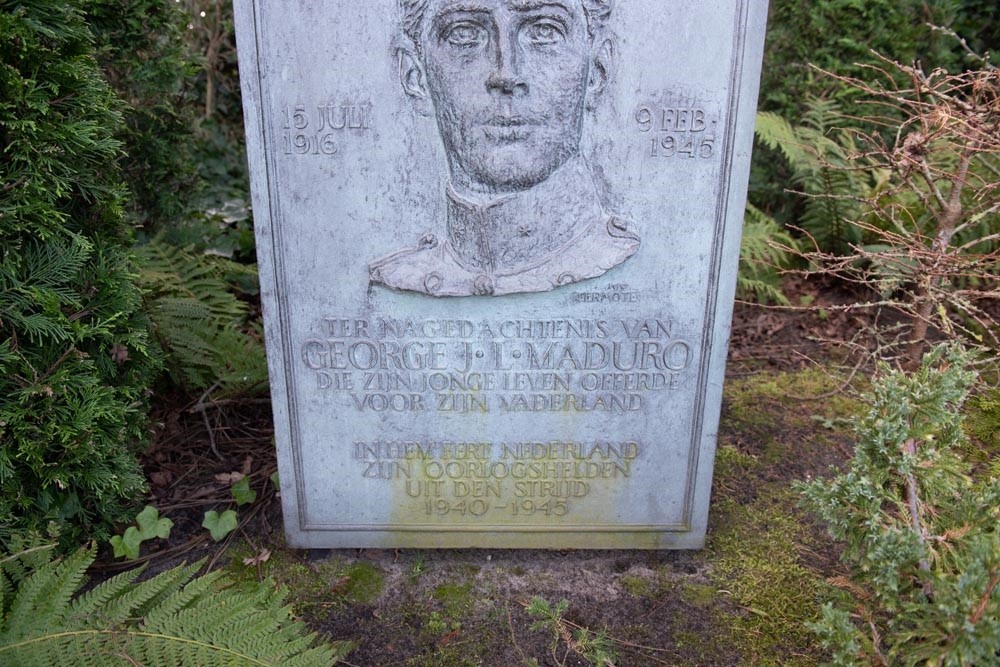 15 JULI
1916
9 FEB.
1945
TER NAGEDACHTENIS VAN
GEORGE J·L·MADURO
DIE ZIJN JONGE LEVEN OFFERDE
VOOR ZIJN VADERLAND
IN HEM EERT NEDERLAND
ZIJN OORLOGSHELDEN
UIT DEN STRIJD
1940-1945